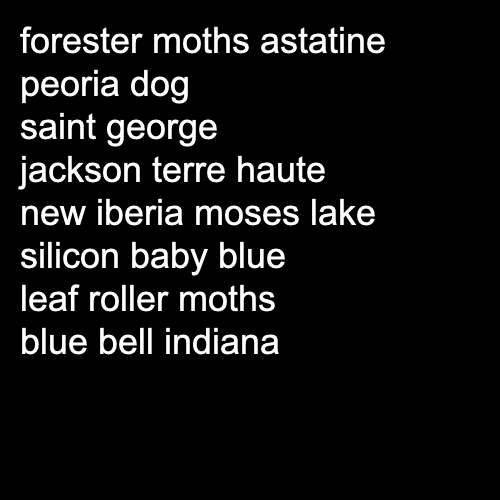 forester moths astatine
peoria dog
saint george
jackson terre haute
new iberia moses lake
silicon baby blue
leaf roller moths
blue bell indiana